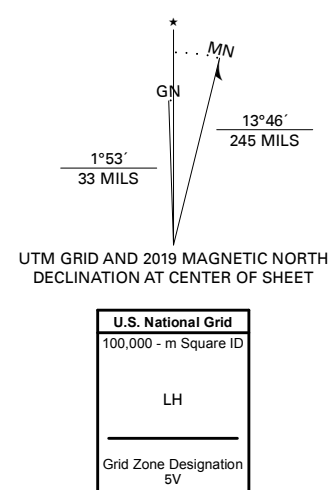 ★
MN
GN
13°46´
245 MILS
1°53´
33 MILS
UTM GRID AND 2019 MAGNETIC NORTH
DECLINATION AT CENTER OF SHEET
U.S. National Grid
100,000 - m Square ID
LH
Grid Zone Designation
5V